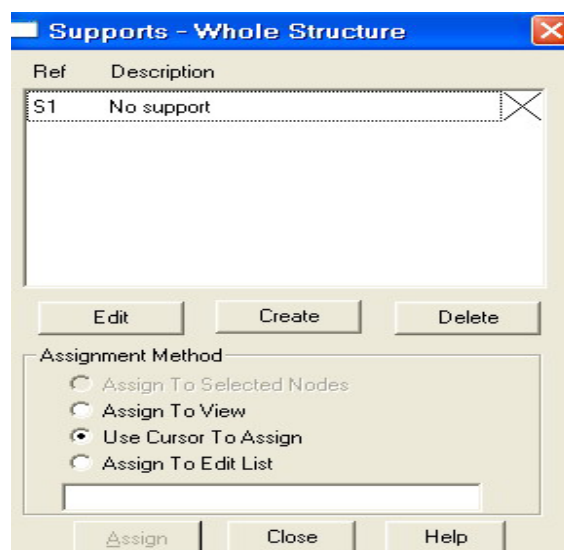 Supports - Whole Structure
Ref Description
S1 No support
Edit Create Delete
Assignment Method
Assign To Selected Nodes
Assign To View
Use Cursor To Assign
Assign To Edit List
Assign Close Help